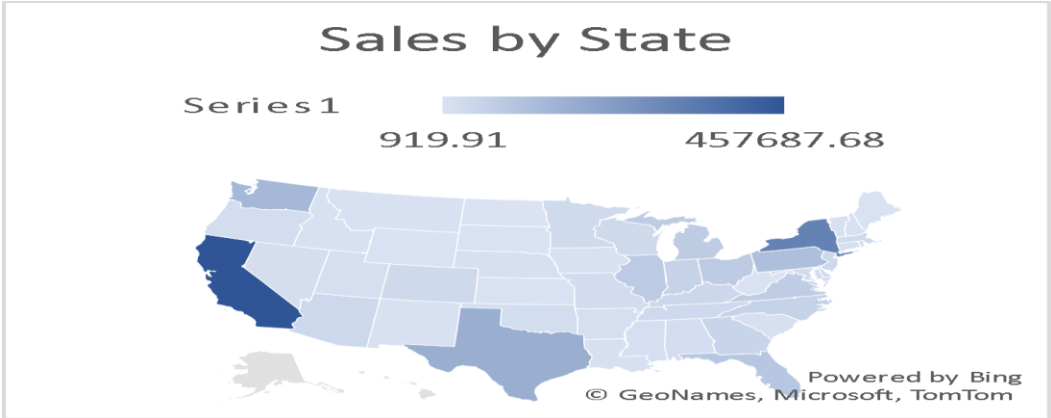 Sales by State
Series1
919.91 457687.68
Powered by Bing
© GeoNames, Microsoft, TomTom